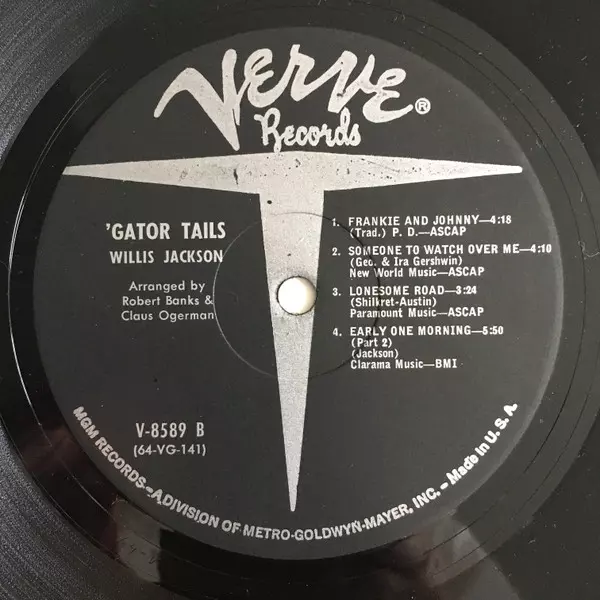 VERVE®
Records
'GATOR TAILS
WILLIS JACKSON
Arranged by
Robert Banks &
Claus Ogerman
V-8589 B
(64-VG-141)
1. FRANKIE AND JOHNNY—4:18
(Trad.) P. D.—ASCAP
2. SOMEONE TO WATCH OVER ME—4:10
(Geo. & Ira Gershwin)
New World Music—ASCAP
3. LONESOME ROAD—3:24
(Shilkret-Austin)
Paramount Music—ASCAP
4. EARLY ONE MORNING—5:50
(Part 2)
(Jackson)
Clarama Music—BMI
MGM RECORDS—A DIVISION OF METRO-GOLDWYN-MAYER, INC. – Made in U. S. A.